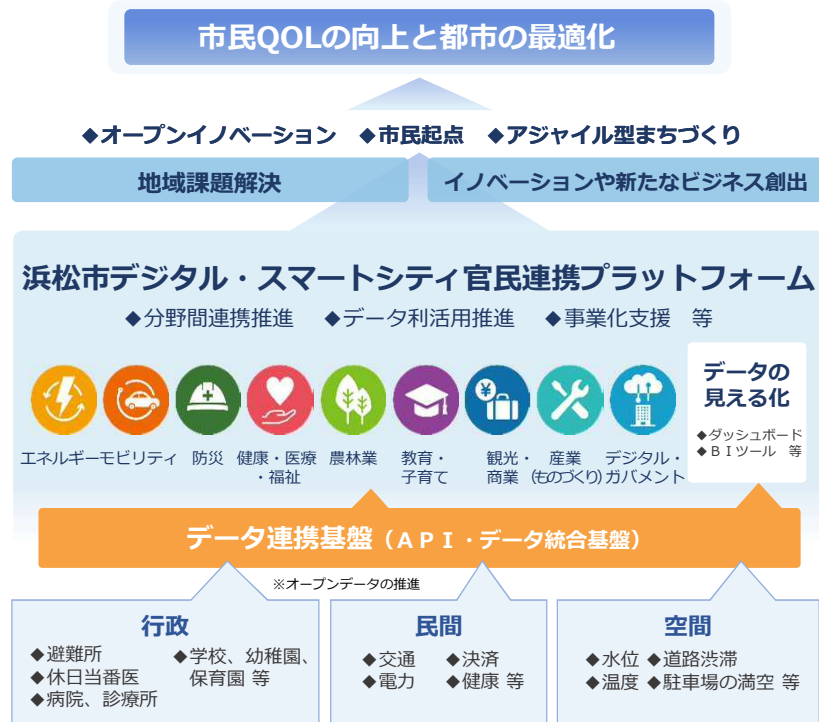 市民QOLの向上と都市の最適化
◆オープンイノベーション ◆市民起点 ◆アジャイル型まちづくり
地域課題解決
イノベーションや新たなビジネス創出
浜松市デジタル・スマートシティ官民連携プラットフォーム
◆分野間連携推進 ◆データ利活用推進 ◆事業化支援 等
エネルギー
モビリティ
防災
健康・医療
・福祉
農林業
教育・
子育て
¥
観光・
商業
産業
(ものづくり)
デジタル・
ガバメント
データの
見える化
◆ダッシュボード
◆BIツール 等
データ連携基盤(API・データ統合基盤)
※オープンデータの推進
行政
◆避難所
◆休日当番医
◆病院、診療所
◆学校、幼稚園、
保育園 等
民間
◆交通 ◆決済
◆電力 ◆健康 等
空間
◆水位 ◆道路渋滞
◆温度 ◆駐車場の満空 等